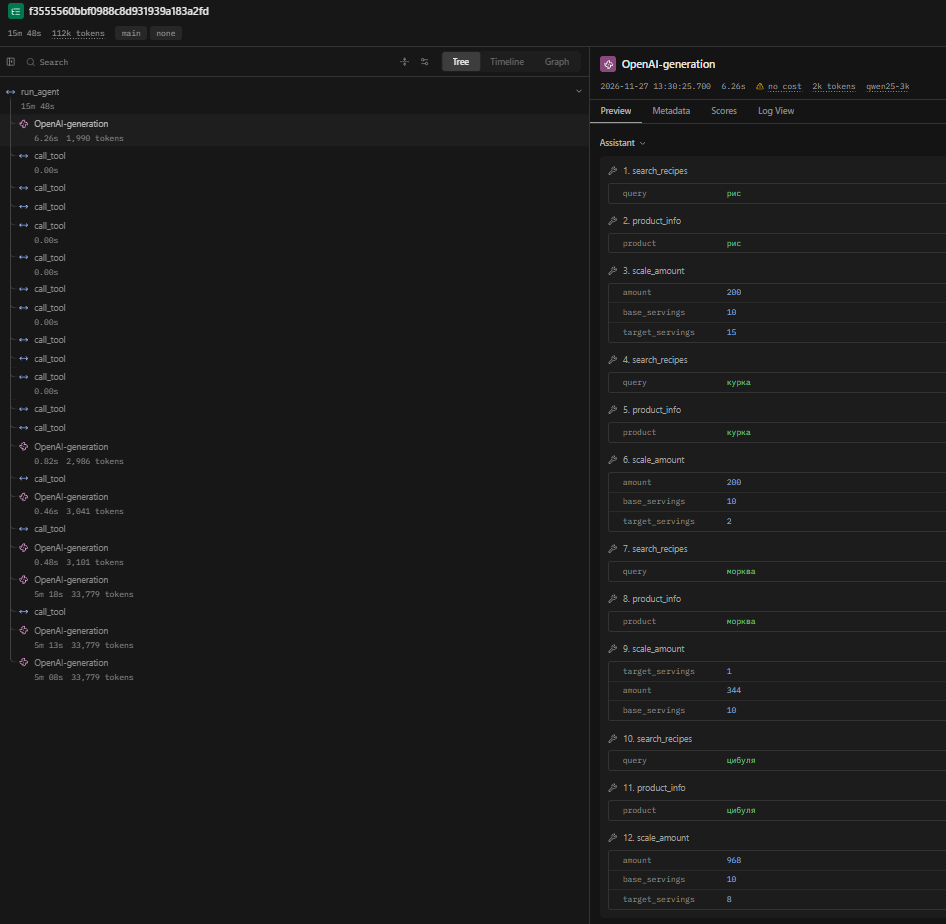 f3555560bbf0988c8d931939a183a2fd
15m 48s 112k tokens main none
Search
Tree Timeline Graph
run_agent
15m 48s
OpenAI-generation
6.26s 1,990 tokens
call_tool
0.00s
call_tool
call_tool
call_tool
0.00s
call_tool
0.00s
call_tool
call_tool
0.00s
call_tool
call_tool
call_tool
0.00s
call_tool
call_tool
OpenAI-generation
0.82s 2,986 tokens
call_tool
OpenAI-generation
0.46s 3,041 tokens
call_tool
OpenAI-generation
0.48s 3,101 tokens
OpenAI-generation
5m 18s 33,779 tokens
call_tool
OpenAI-generation
5m 13s 33,779 tokens
OpenAI-generation
5m 08s 33,779 tokens
OpenAI-generation
2026-11-27 13:30:25.700 6.26s no cost 2k tokens qwen25-3k
Preview Metadata Scores Log View
Assistant
1. search_recipes
query рис
2. product_info
product рис
3. scale_amount
amount 200
base_servings 10
target_servings 15
4. search_recipes
query курка
5. product_info
product курка
6. scale_amount
amount 200
base_servings 10
target_servings 2
7. search_recipes
query морква
8. product_info
product морква
9. scale_amount
target_servings 1
amount 344
base_servings 10
10. search_recipes
query цибуля
11. product_info
product цибуля
12. scale_amount
amount 968
base_servings 10
target_servings 8